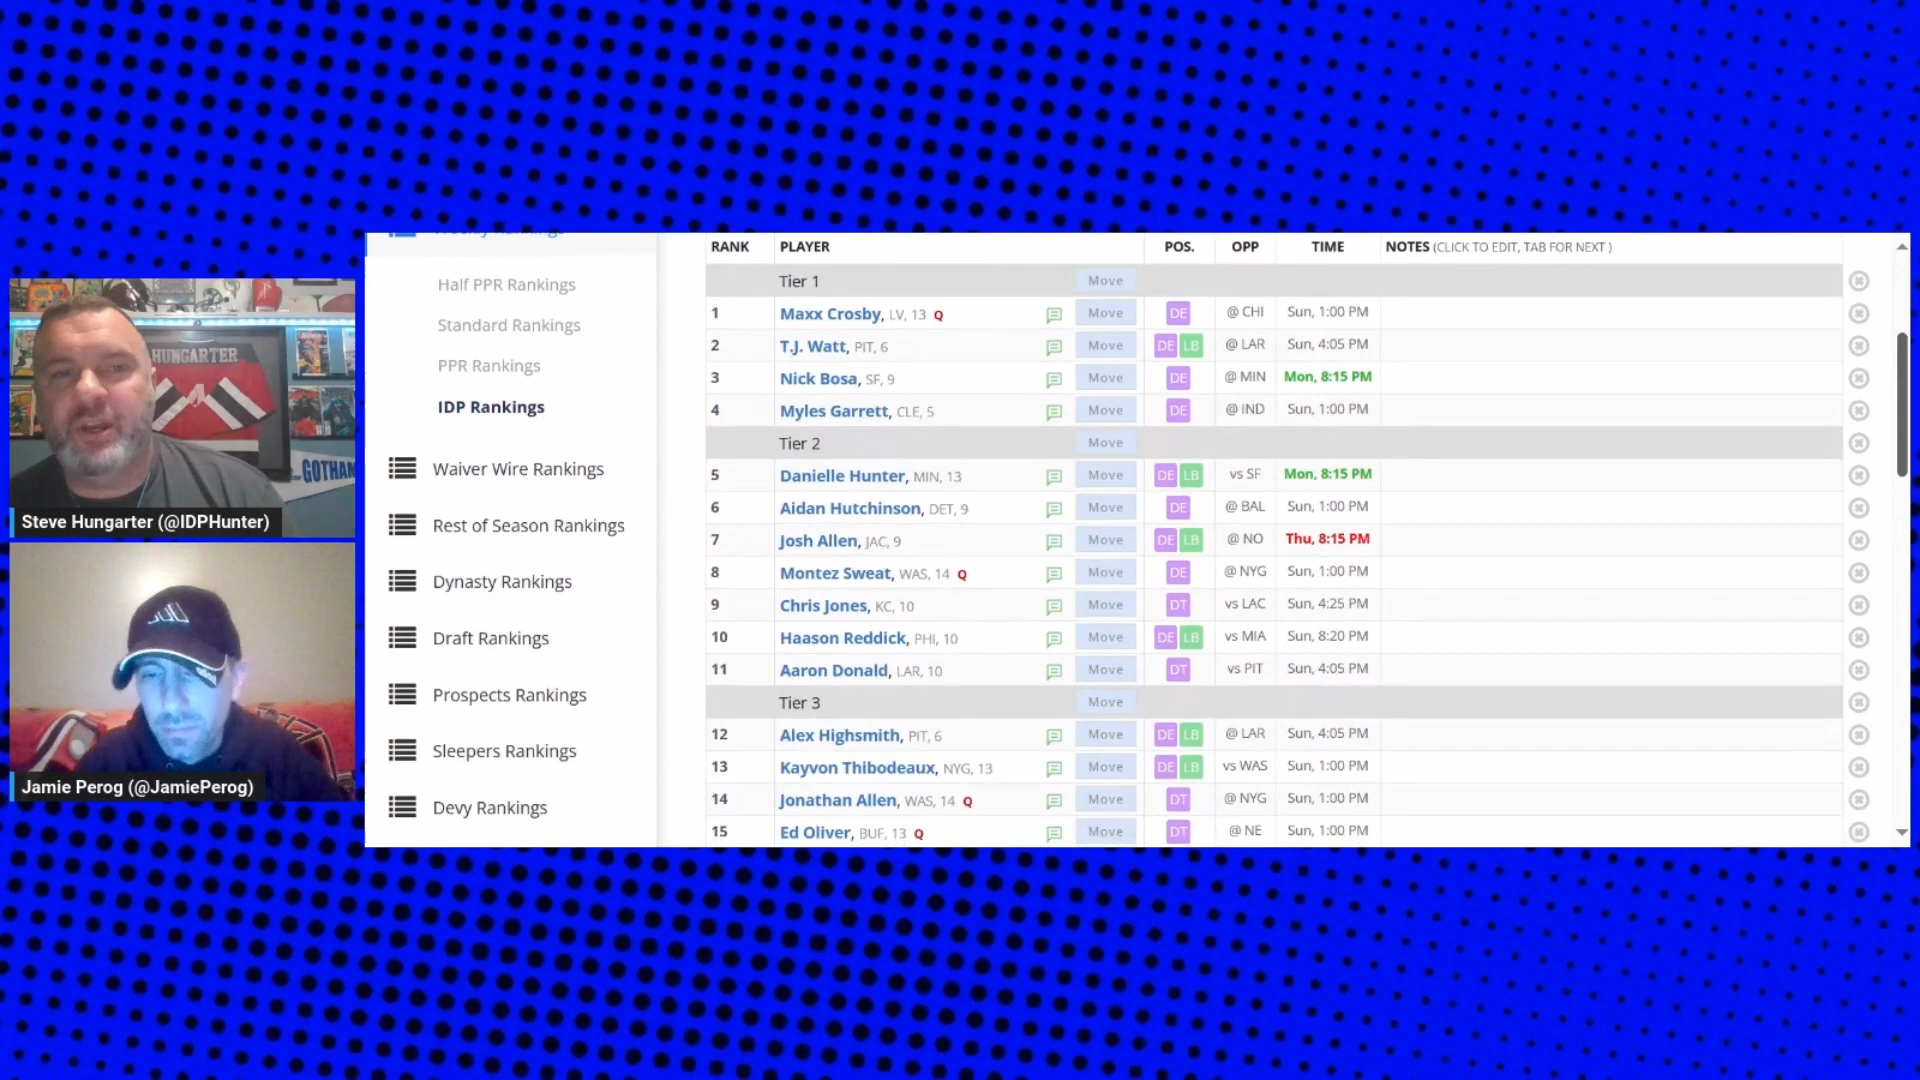 HUNGARTER
GOTHAM
Steve Hungarter (@IDPHunter)
Jamie Perog (@JamiePerog)
Weekly Rankings
Half PPR Rankings
Standard Rankings
PPR Rankings
IDP Rankings
Waiver Wire Rankings
Rest of Season Rankings
Dynasty Rankings
Draft Rankings
Prospects Rankings
Sleepers Rankings
Devy Rankings
RANK PLAYER POS. OPP TIME NOTES (CLICK TO EDIT, TAB FOR NEXT )
Tier 1 Move
1 Maxx Crosby, LV, 13 Q Move DE @ CHI Sun, 1:00 PM
2 T.J. Watt, PIT, 6 Move DE LB @ LAR Sun, 4:05 PM
3 Nick Bosa, SF, 9 Move DE @ MIN Mon, 8:15 PM
4 Myles Garrett, CLE, 5 Move DE @ IND Sun, 1:00 PM
Tier 2 Move
5 Danielle Hunter, MIN, 13 Move DE LB vs SF Mon, 8:15 PM
6 Aidan Hutchinson, DET, 9 Move DE @ BAL Sun, 1:00 PM
7 Josh Allen, JAC, 9 Move DE LB @ NO Thu, 8:15 PM
8 Montez Sweat, WAS, 14 Q Move DE @ NYG Sun, 1:00 PM
9 Chris Jones, KC, 10 Move DT vs LAC Sun, 4:25 PM
10 Haason Reddick, PHI, 10 Move DE LB vs MIA Sun, 8:20 PM
11 Aaron Donald, LAR, 10 Move DT vs PIT Sun, 4:05 PM
Tier 3 Move
12 Alex Highsmith, PIT, 6 Move DE LB @ LAR Sun, 4:05 PM
13 Kayvon Thibodeaux, NYG, 13 Move DE LB vs WAS Sun, 1:00 PM
14 Jonathan Allen, WAS, 14 Q Move DT @ NYG Sun, 1:00 PM
15 Ed Oliver, BUF, 13 Q Move DT @ NE Sun, 1:00 PM